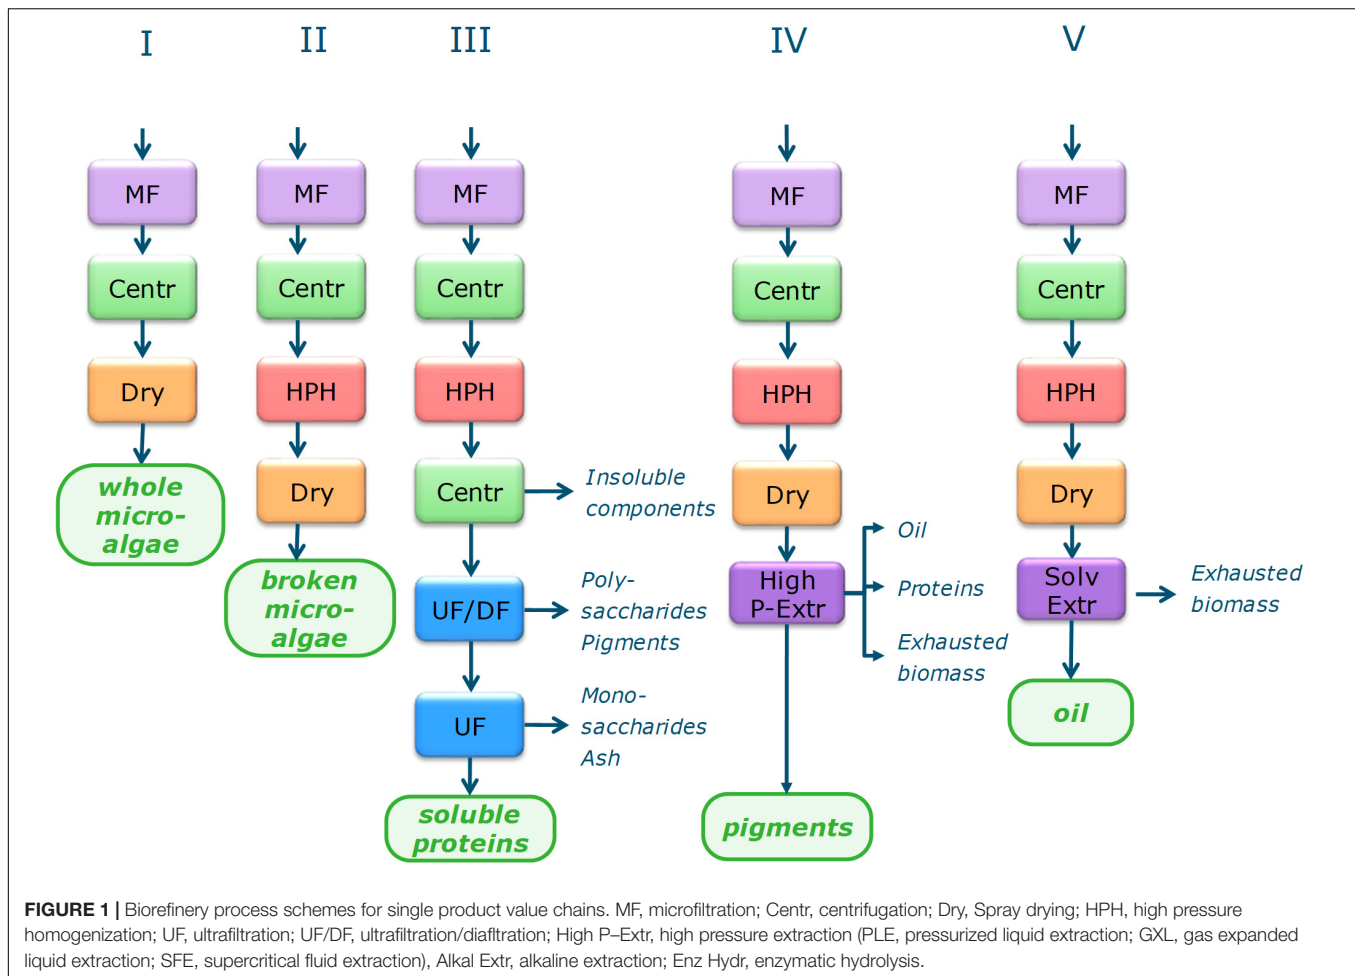 I
II
III
IV
V
MF
MF
MF
MF
MF
Centr
Centr
Centr
Centr
Centr
Dry
HPH
HPH
HPH
HPH
whole
micro-
algae
Dry
Centr
Insoluble
components
Dry
Dry
broken
micro-
algae
UF/DF
Poly-
saccharides
Pigments
High
P-Extr
Oil
Proteins
Exhausted
biomass
Solv
Extr
Exhausted
biomass
UF
Mono-
saccharides
Ash
oil
soluble
proteins
pigments
FIGURE 1 | Biorefinery process schemes for single product value chains. MF, microfiltration; Centr, centrifugation; Dry, Spray drying; HPH, high pressure
homogenization; UF, ultrafiltration; UF/DF, ultrafiltration/diafltration; High P–Extr, high pressure extraction (PLE, pressurized liquid extraction; GXL, gas expanded
liquid extraction; SFE, supercritical fluid extraction), Alkal Extr, alkaline extraction; Enz Hydr, enzymatic hydrolysis.